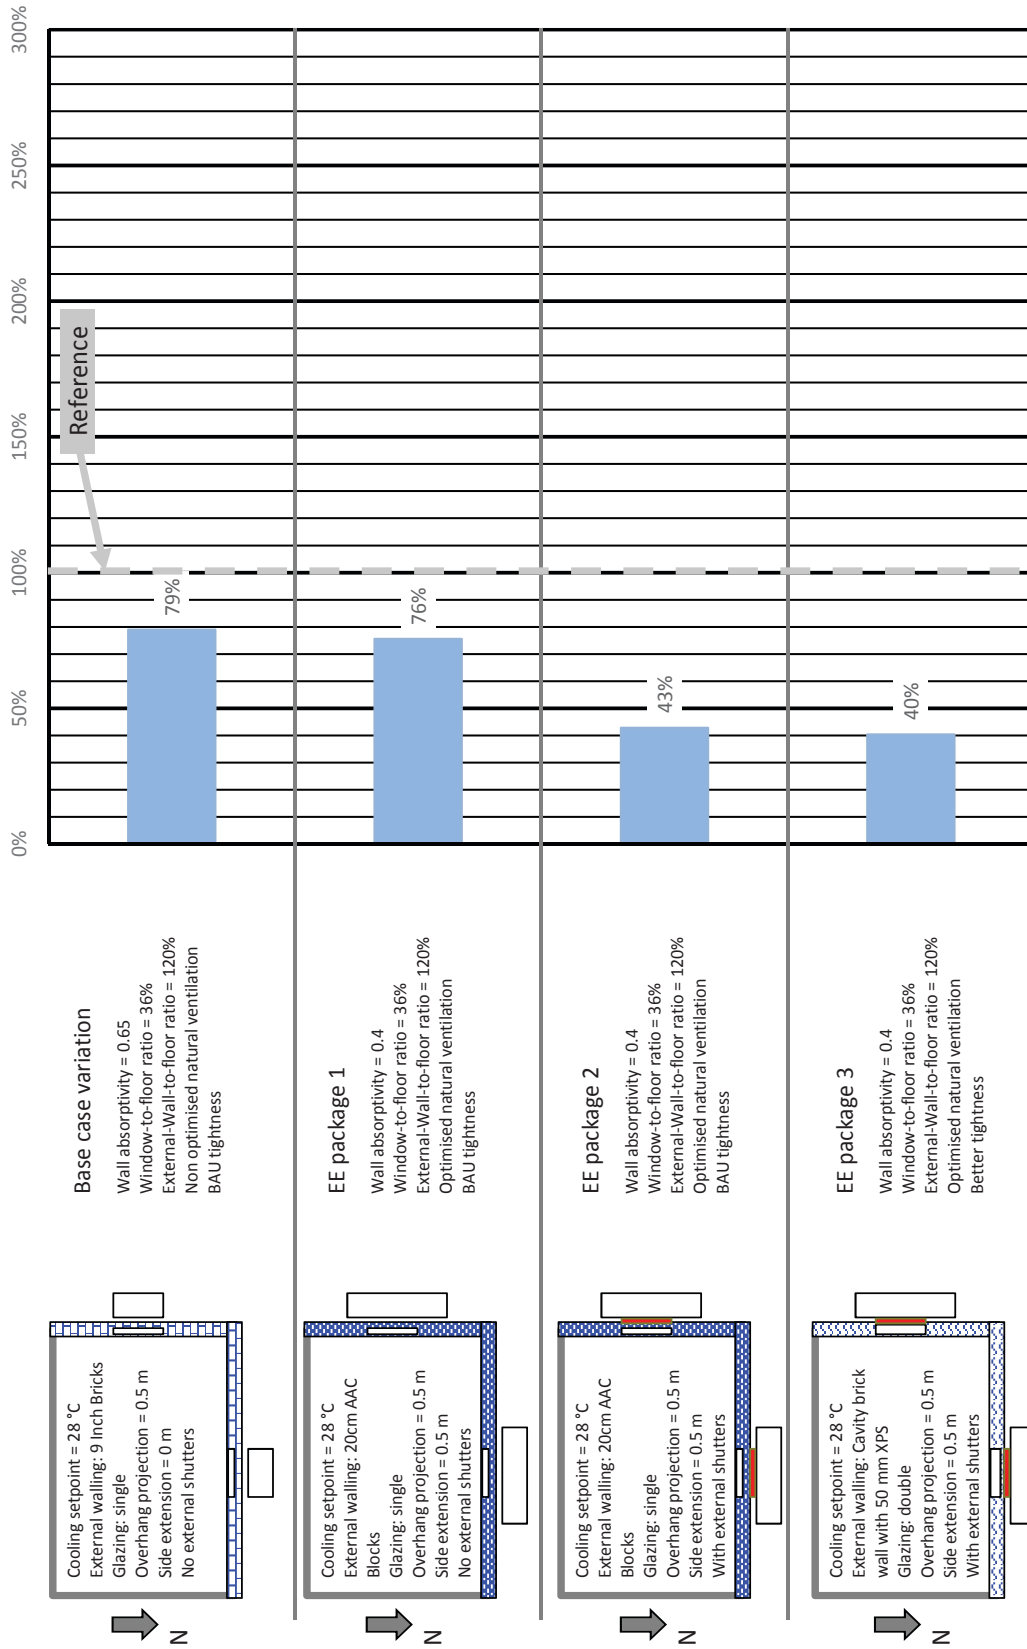 Cooling setpoint = 28 °C
External walling: 9 Inch Bricks
Glazing: single
Overhang projection = 0.5 m
Side extension = 0 m
No external shutters
N
Base case variation
Wall absorptivity = 0.65
Window-to-floor ratio = 36%
External-Wall-to-floor ratio = 120%
Non optimised natural ventilation
BAU tightness
0%
50%
100%
150%
200%
250%
300%
Reference
79%
Cooling setpoint = 28 °C
External walling: 20cm AAC
Blocks
Glazing: single
Overhang projection = 0.5 m
Side extension = 0.5 m
No external shutters
N
EE package 1
Wall absorptivity = 0.4
Window-to-floor ratio = 36%
External-Wall-to-floor ratio = 120%
Optimised natural ventilation
BAU tightness
76%
Cooling setpoint = 28 °C
External walling: 20cm AAC
Blocks
Glazing: single
Overhang projection = 0.5 m
Side extension = 0.5 m
With external shutters
N
EE package 2
Wall absorptivity = 0.4
Window-to-floor ratio = 36%
External-Wall-to-floor ratio = 120%
Optimised natural ventilation
BAU tightness
43%
Cooling setpoint = 28 °C
External walling: Cavity brick
wall with 50 mm XPS
Glazing: double
Overhang projection = 0.5 m
Side extension = 0.5 m
With external shutters
N
EE package 3
Wall absorptivity = 0.4
Window-to-floor ratio = 36%
External-Wall-to-floor ratio = 120%
Optimised natural ventilation
Better tightness
40%